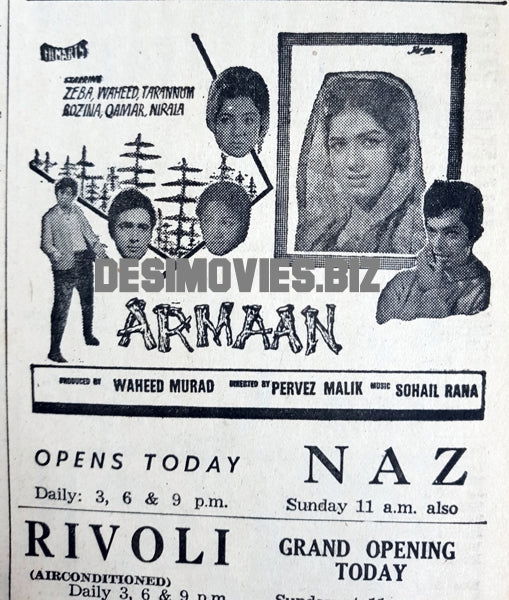 FILMARTS
STARRING
ZEBA, WAHEED, TARANNUM
ROZINA, QAMAR, NIRALA
DESIMOVIES.BIZ
ARMAAN
PRODUCED BY WAHEED MURAD DIRECTED BY PERVEZ MALIK MUSIC SOHAIL RANA
OPENS TODAY
Daily: 3, 6 & 9 p.m.
NAZ
Sunday 11 a.m. also
RIVOLI
(AIRCONDITIONED)
Daily 3, 6 & 9 p.m.
GRAND OPENING
TODAY